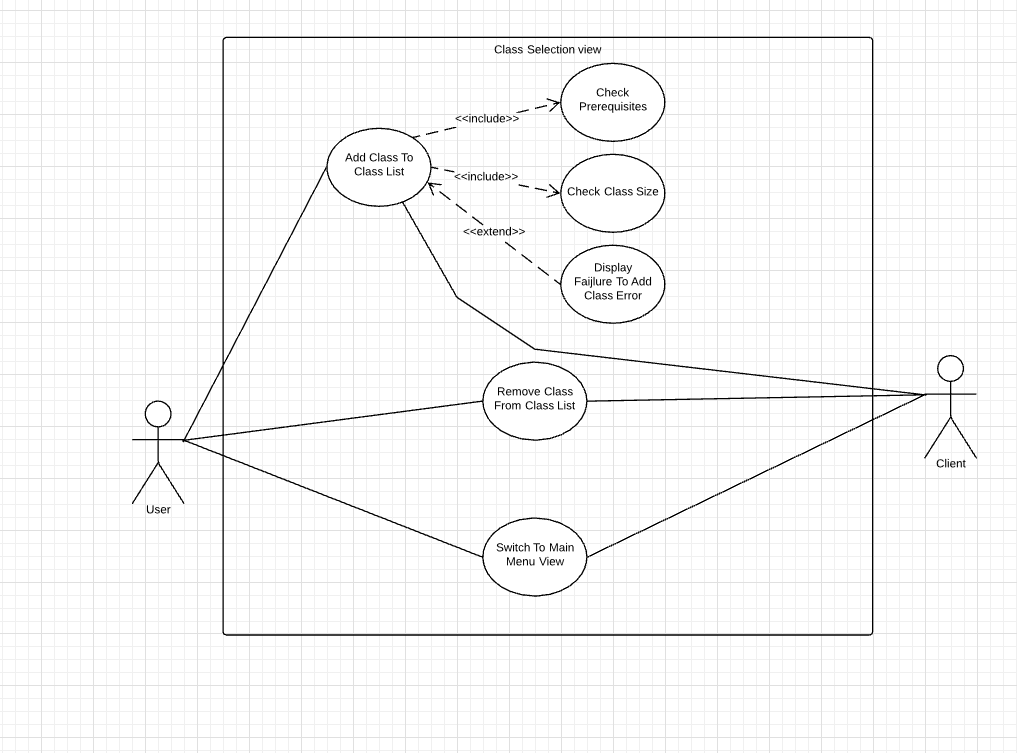 Class Selection view
Check
Prerequisites
<<include>>
Add Class To
Class List
<<include>>
Check Class Size
<<extend>>
Display
Faijlure To Add
Class Error
Remove Class
From Class List
Client
User
Switch To Main
Menu View